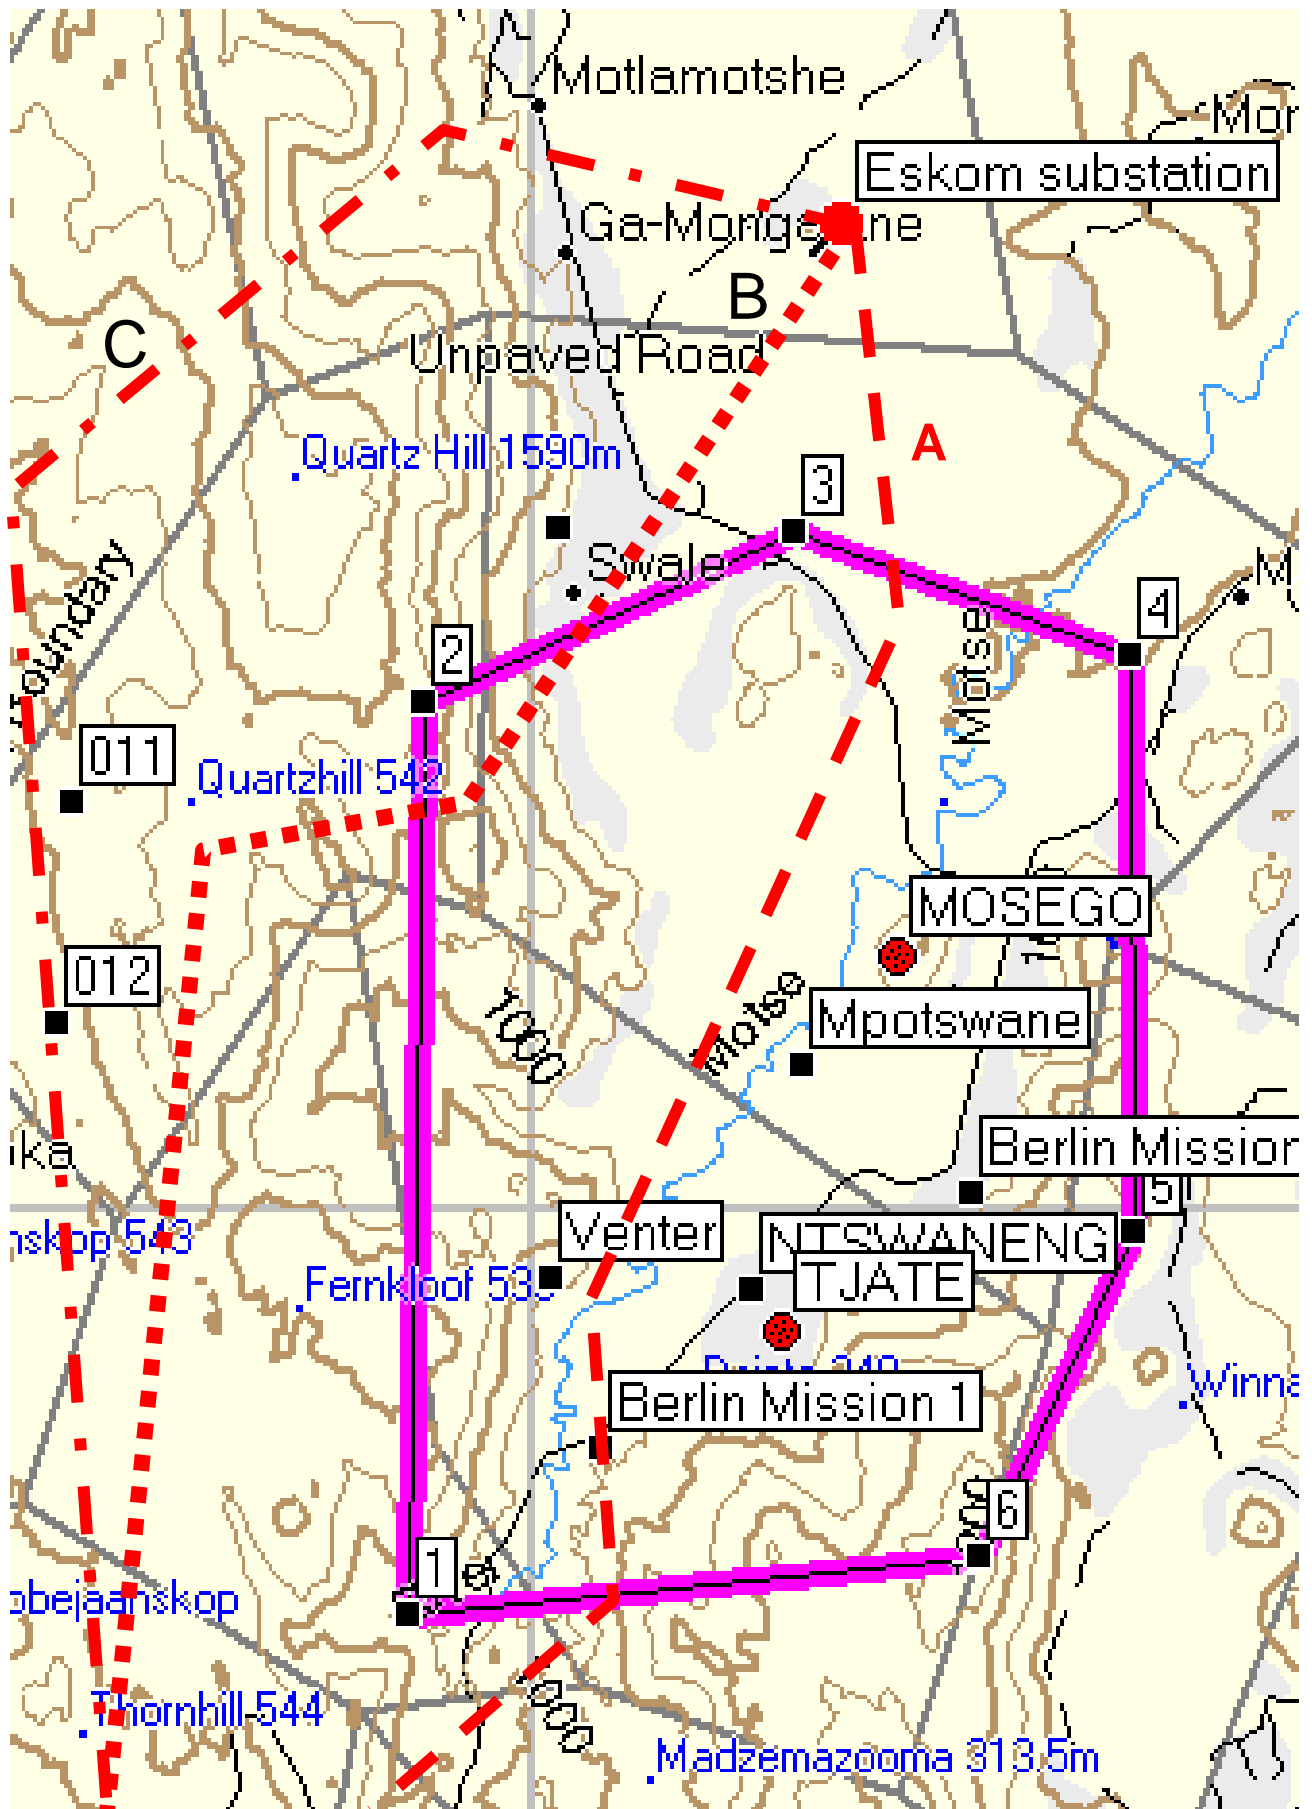 Motlamotshe
Mor
Eskom substation
Ga-Mongatane
B
C
Unpaved Road
A
Quartz Hill 1590m
3
Swale
M
4
Boundary
2
Motse
011
Quartzhill 542
MOSEGO
012
1000
Motse
Mpotswane
Berlin Mission
ka
5
Venter
NTSWANENG
nskop 543
TJATE
Fernkloof 539
Winna
Berlin Mission 1
6
1
obejaanskop
Thornhill 544
1000
Madzemazooma 313.5m